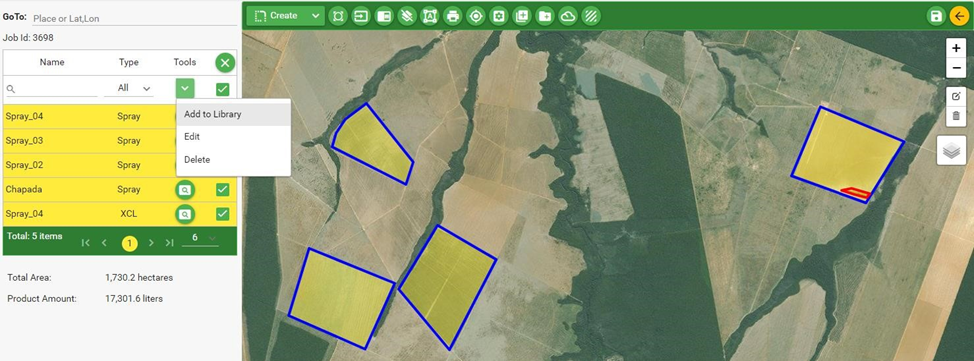 GoTo: Place or Lat,Lon
Create
Job Id: 3698
Name Type Tools
All
Add to Library
Edit
Delete
Spray_04 Spray
Spray_03 Spray
Spray_02 Spray
Chapada Spray
Spray_04 XCL
Total: 5 items 1 6
Total Area: 1,730.2 hectares
Product Amount: 17,301.6 liters